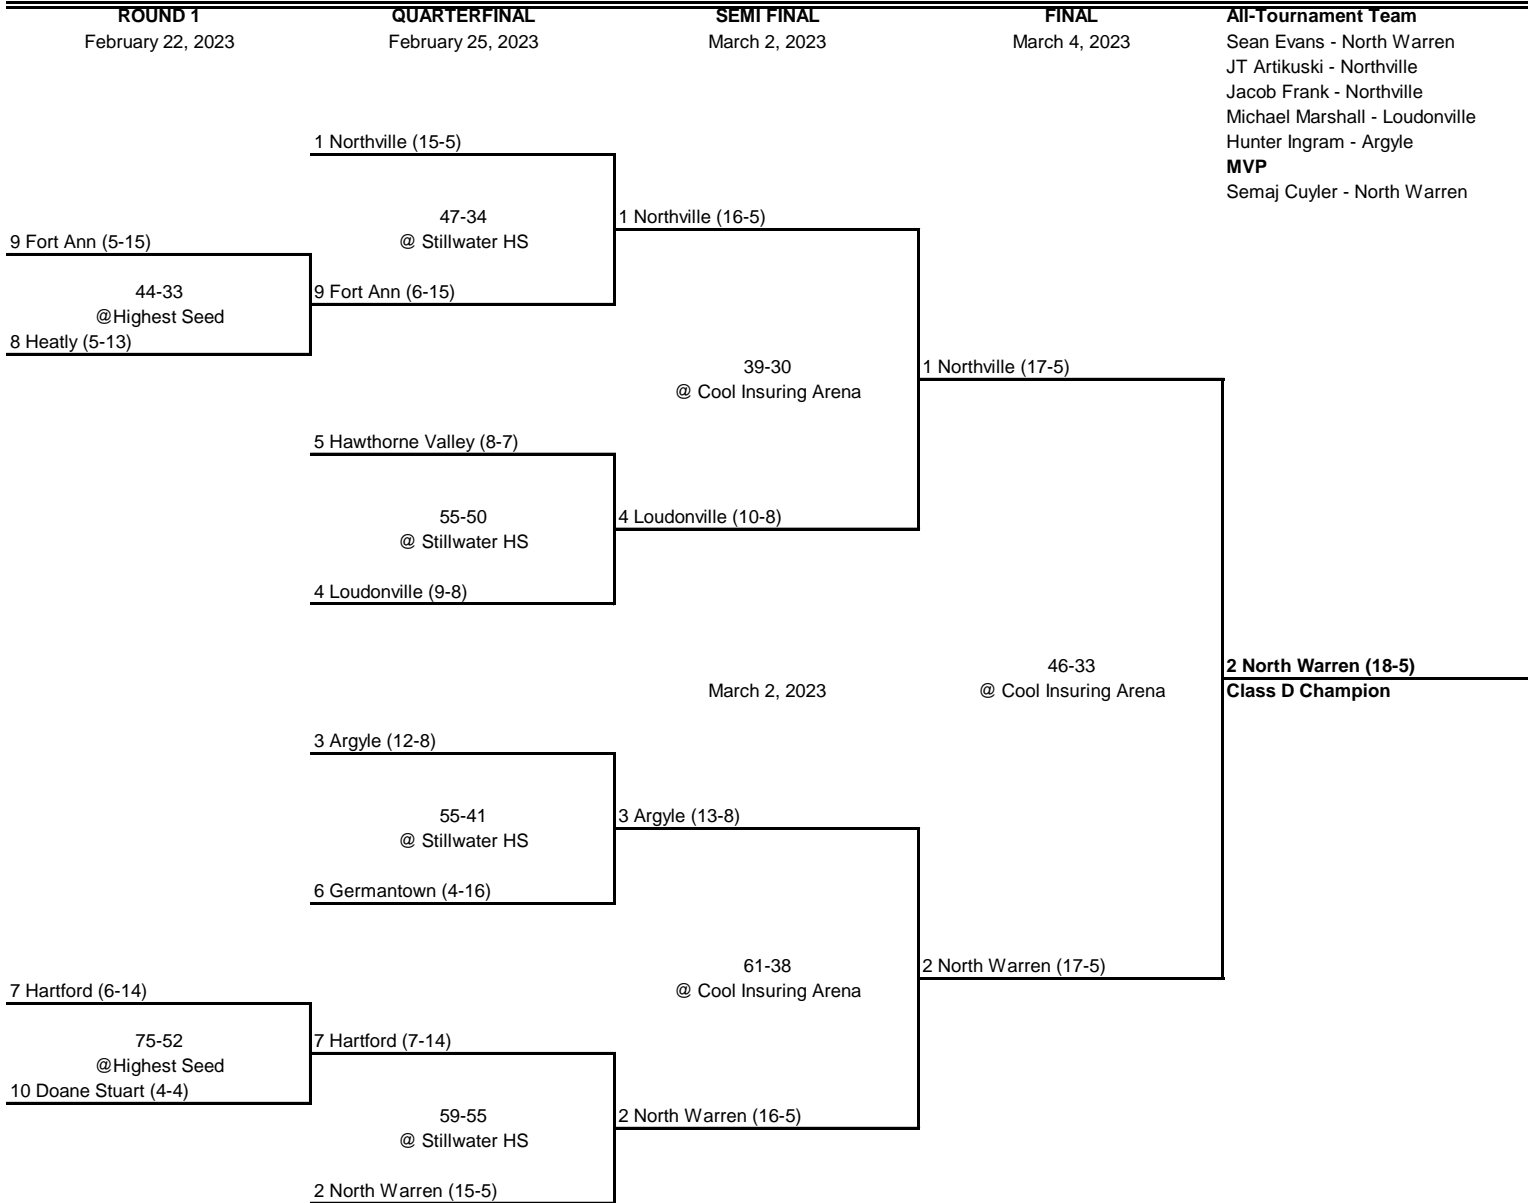 ROUND 1
February 22, 2023
QUARTERFINAL
February 25, 2023
SEMI FINAL
March 2, 2023
FINAL
March 4, 2023
All-Tournament Team
Sean Evans - North Warren
JT Artikuski - Northville
Jacob Frank - Northville
Michael Marshall - Loudonville
Hunter Ingram - Argyle
MVP
Semaj Cuyler - North Warren
9 Fort Ann (5-15)
44-33
@Highest Seed
8 Heatly (5-13)
7 Hartford (6-14)
75-52
@Highest Seed
10 Doane Stuart (4-4)
1 Northville (15-5)
47-34
@ Stillwater HS
9 Fort Ann (6-15)
5 Hawthorne Valley (8-7)
55-50
@ Stillwater HS
4 Loudonville (9-8)
3 Argyle (12-8)
55-41
@ Stillwater HS
6 Germantown (4-16)
7 Hartford (7-14)
59-55
@ Stillwater HS
2 North Warren (15-5)
1 Northville (16-5)
39-30
@ Cool Insuring Arena
4 Loudonville (10-8)
March 2, 2023
3 Argyle (13-8)
61-38
@ Cool Insuring Arena
2 North Warren (16-5)
1 Northville (17-5)
46-33
@ Cool Insuring Arena
2 North Warren (17-5)
2 North Warren (18-5)
Class D Champion